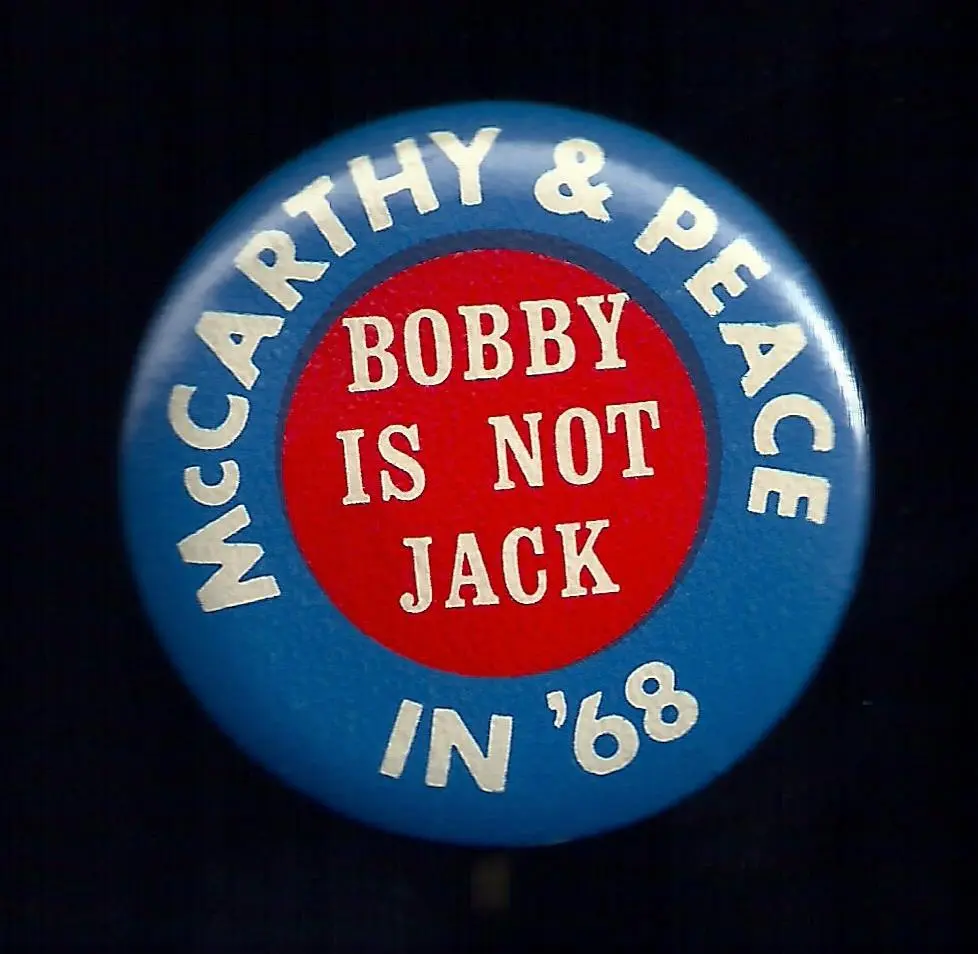 McCARTHY & PEACE
BOBBY
IS NOT
JACK
IN '68